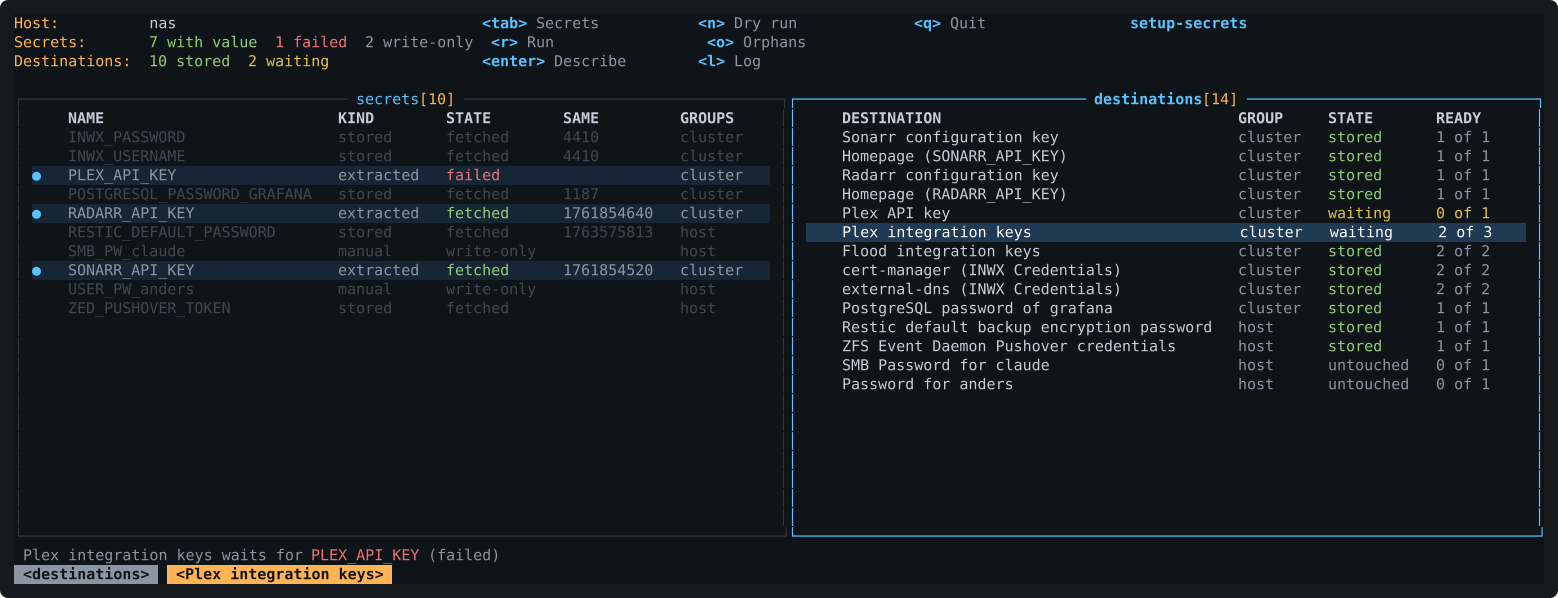 Host: nas <tab> Secrets <n> Dry run <q> Quit setup-secrets
Secrets: 7 with value 1 failed 2 write-only <r> Run <o> Orphans
Destinations: 10 stored 2 waiting <enter> Describe <l> Log
secrets[10]
NAME KIND STATE SAME GROUPS
INWX_PASSWORD stored fetched 4410 cluster
INWX_USERNAME stored fetched 4410 cluster
● PLEX_API_KEY extracted failed cluster
POSTGRESQL_PASSWORD_GRAFANA stored fetched 1187 cluster
● RADARR_API_KEY extracted fetched 1761854640 cluster
RESTIC_DEFAULT_PASSWORD stored fetched 1763575813 host
SMB_PW_claude manual write-only host
● SONARR_API_KEY extracted fetched 1761854520 cluster
USER_PW_anders manual write-only host
ZED_PUSHOVER_TOKEN stored fetched host
destinations[14]
DESTINATION GROUP STATE READY
Sonarr configuration key cluster stored 1 of 1
Homepage (SONARR_API_KEY) cluster stored 1 of 1
Radarr configuration key cluster stored 1 of 1
Homepage (RADARR_API_KEY) cluster stored 1 of 1
Plex API key cluster waiting 0 of 1
Plex integration keys cluster waiting 2 of 3
Flood integration keys cluster stored 2 of 2
cert-manager (INWX Credentials) cluster stored 2 of 2
external-dns (INWX Credentials) cluster stored 2 of 2
PostgreSQL password of grafana cluster stored 1 of 1
Restic default backup encryption password host stored 1 of 1
ZFS Event Daemon Pushover credentials host stored 1 of 1
SMB Password for claude host untouched 0 of 1
Password for anders host untouched 0 of 1
Plex integration keys waits for PLEX_API_KEY (failed)
<destinations> <Plex integration keys>